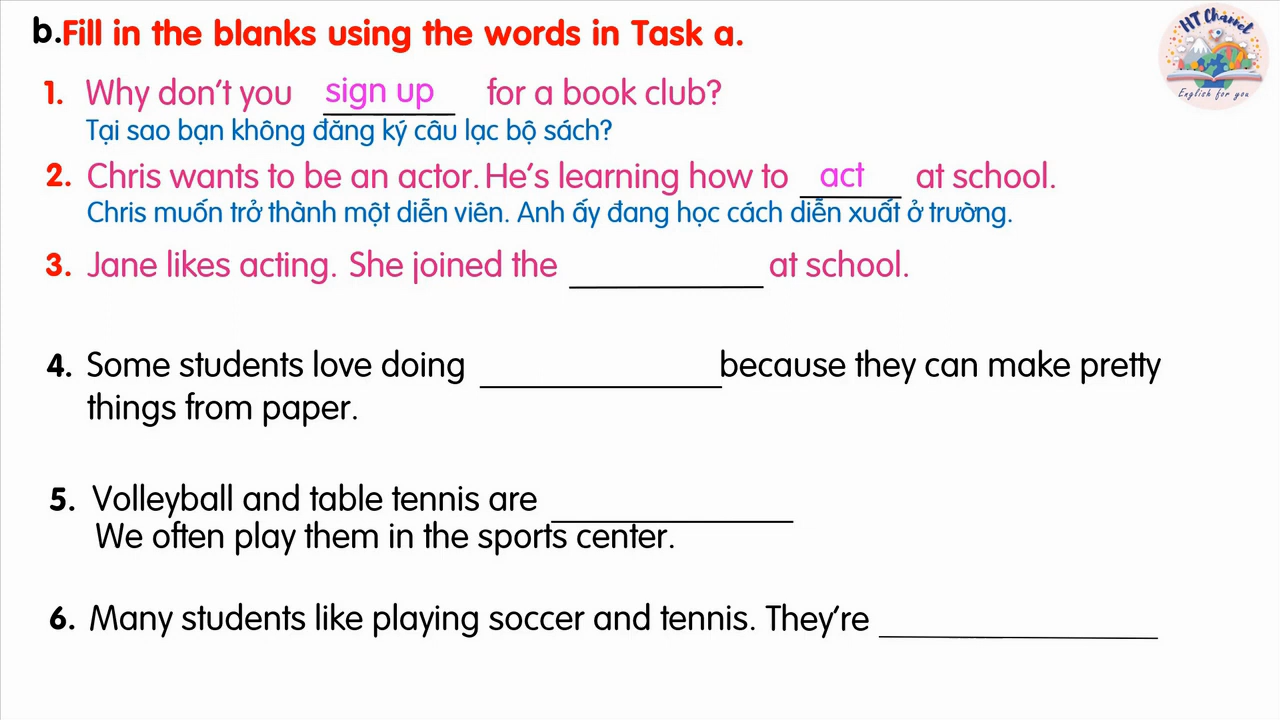 b.Fill in the blanks using the words in Task a.
HT Channel
English for you
1. Why don't you sign up for a book club?
Tại sao bạn không đăng ký câu lạc bộ sách?
2. Chris wants to be an actor. He's learning how to act at school.
Chris muốn trở thành một diễn viên. Anh ấy đang học cách diễn xuất ở trường.
3. Jane likes acting. She joined the __________ at school.
4. Some students love doing __________ because they can make pretty
things from paper.
5. Volleyball and table tennis are __________
We often play them in the sports center.
6. Many students like playing soccer and tennis. They're __________